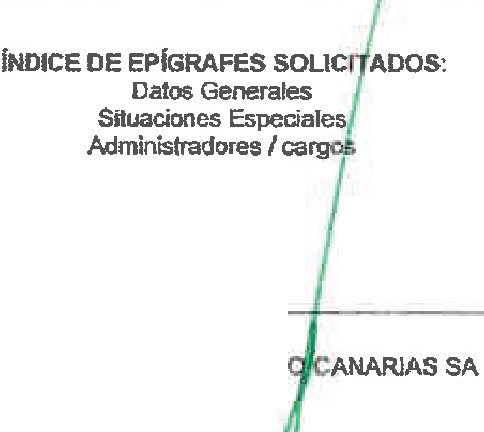 ÍNDICE DE EPÍGRAFES SOLICITADOS:
Datos Generales
Situaciones Especiales
Administradores / cargos
O CANARIAS SA